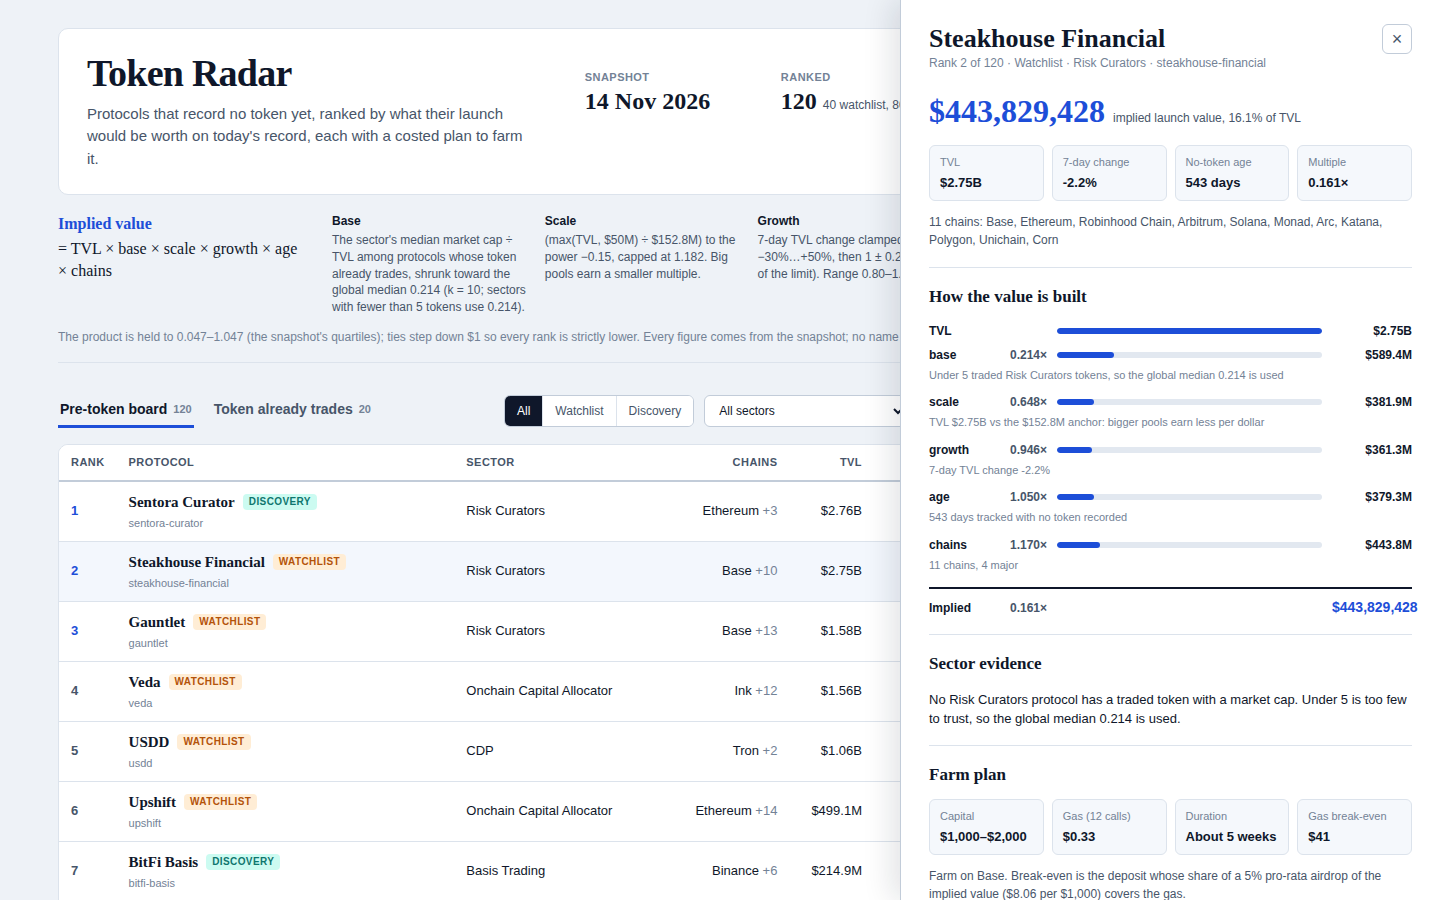 Token Radar
Protocols that record no token yet, ranked by what their launch
would be worth on today's record, each with a costed plan to farm
it.
SNAPSHOT
14 Nov 2026
RANKED
120 40 watchlist,
Implied value
= TVL × base × scale × growth × age
× chains
Base
The sector's median market cap ÷
TVL among protocols whose token
already trades, shrunk toward the
global median 0.214 (k = 10; sectors
with fewer than 5 tokens use 0.214).
Scale
(max(TVL, $50M) ÷ $152.8M) to the
power −0.15, capped at 1.182. Big
pools earn a smaller multiple.
Growth
7-day TVL change clamped
−30%…+50%, then 1 ± 0.2
of the limit). Range 0.80–1.
The product is held to 0.047–1.047 (the snapshot's quartiles); ties step down $1 so every rank is strictly lower. Every figure comes from the snapshot; no name
Pre-token board 120
Token already trades 20
All
Watchlist
Discovery
All sectors
RANK PROTOCOL SECTOR CHAINS TVL
1 Sentora Curator DISCOVERY Risk Curators Ethereum +3 $2.76B
sentora-curator
2 Steakhouse Financial WATCHLIST Risk Curators Base +10 $2.75B
steakhouse-financial
3 Gauntlet WATCHLIST Risk Curators Base +13 $1.58B
gauntlet
4 Veda WATCHLIST Onchain Capital Allocator Ink +12 $1.56B
veda
5 USDD WATCHLIST CDP Tron +2 $1.06B
usdd
6 Upshift WATCHLIST Onchain Capital Allocator Ethereum +14 $499.1M
upshift
7 BitFi Basis DISCOVERY Basis Trading Binance +6 $214.9M
bitfi-basis
Steakhouse Financial
×
Rank 2 of 120 · Watchlist · Risk Curators · steakhouse-financial
$443,829,428 implied launch value, 16.1% of TVL
TVL
$2.75B
7-day change
-2.2%
No-token age
543 days
Multiple
0.161×
11 chains: Base, Ethereum, Robinhood Chain, Arbitrum, Solana, Monad, Arc, Katana,
Polygon, Unichain, Corn
How the value is built
TVL $2.75B
base 0.214× $589.4M
Under 5 traded Risk Curators tokens, so the global median 0.214 is used
scale 0.648× $381.9M
TVL $2.75B vs the $152.8M anchor: bigger pools earn less per dollar
growth 0.946× $361.3M
7-day TVL change -2.2%
age 1.050× $379.3M
543 days tracked with no token recorded
chains 1.170× $443.8M
11 chains, 4 major
Implied 0.161× $443,829,428
Sector evidence
No Risk Curators protocol has a traded token with a market cap. Under 5 is too few
to trust, so the global median 0.214 is used.
Farm plan
Capital
$1,000–$2,000
Gas (12 calls)
$0.33
Duration
About 5 weeks
Gas break-even
$41
Farm on Base. Break-even is the deposit whose share of a 5% pro-rata airdrop of the
implied value ($8.06 per $1,000) covers the gas.